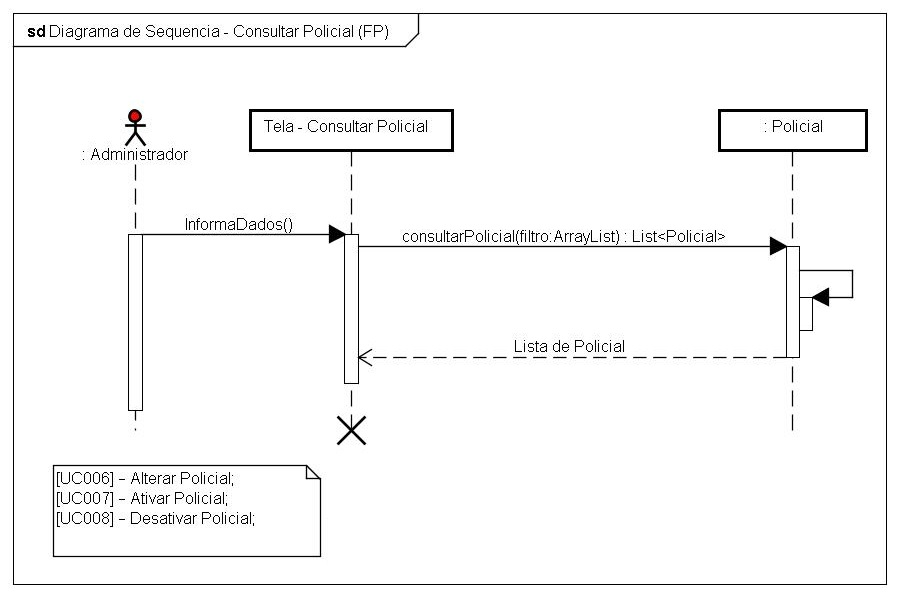 sd Diagrama de Sequencia - Consultar Policial (FP)
Tela - Consultar Policial
: Policial
: Administrador
InformaDados()
consultarPolicial(filtro:ArrayList) : List<Policial>
Lista de Policial
[UC006] – Alterar Policial;
[UC007] – Ativar Policial;
[UC008] – Desativar Policial;